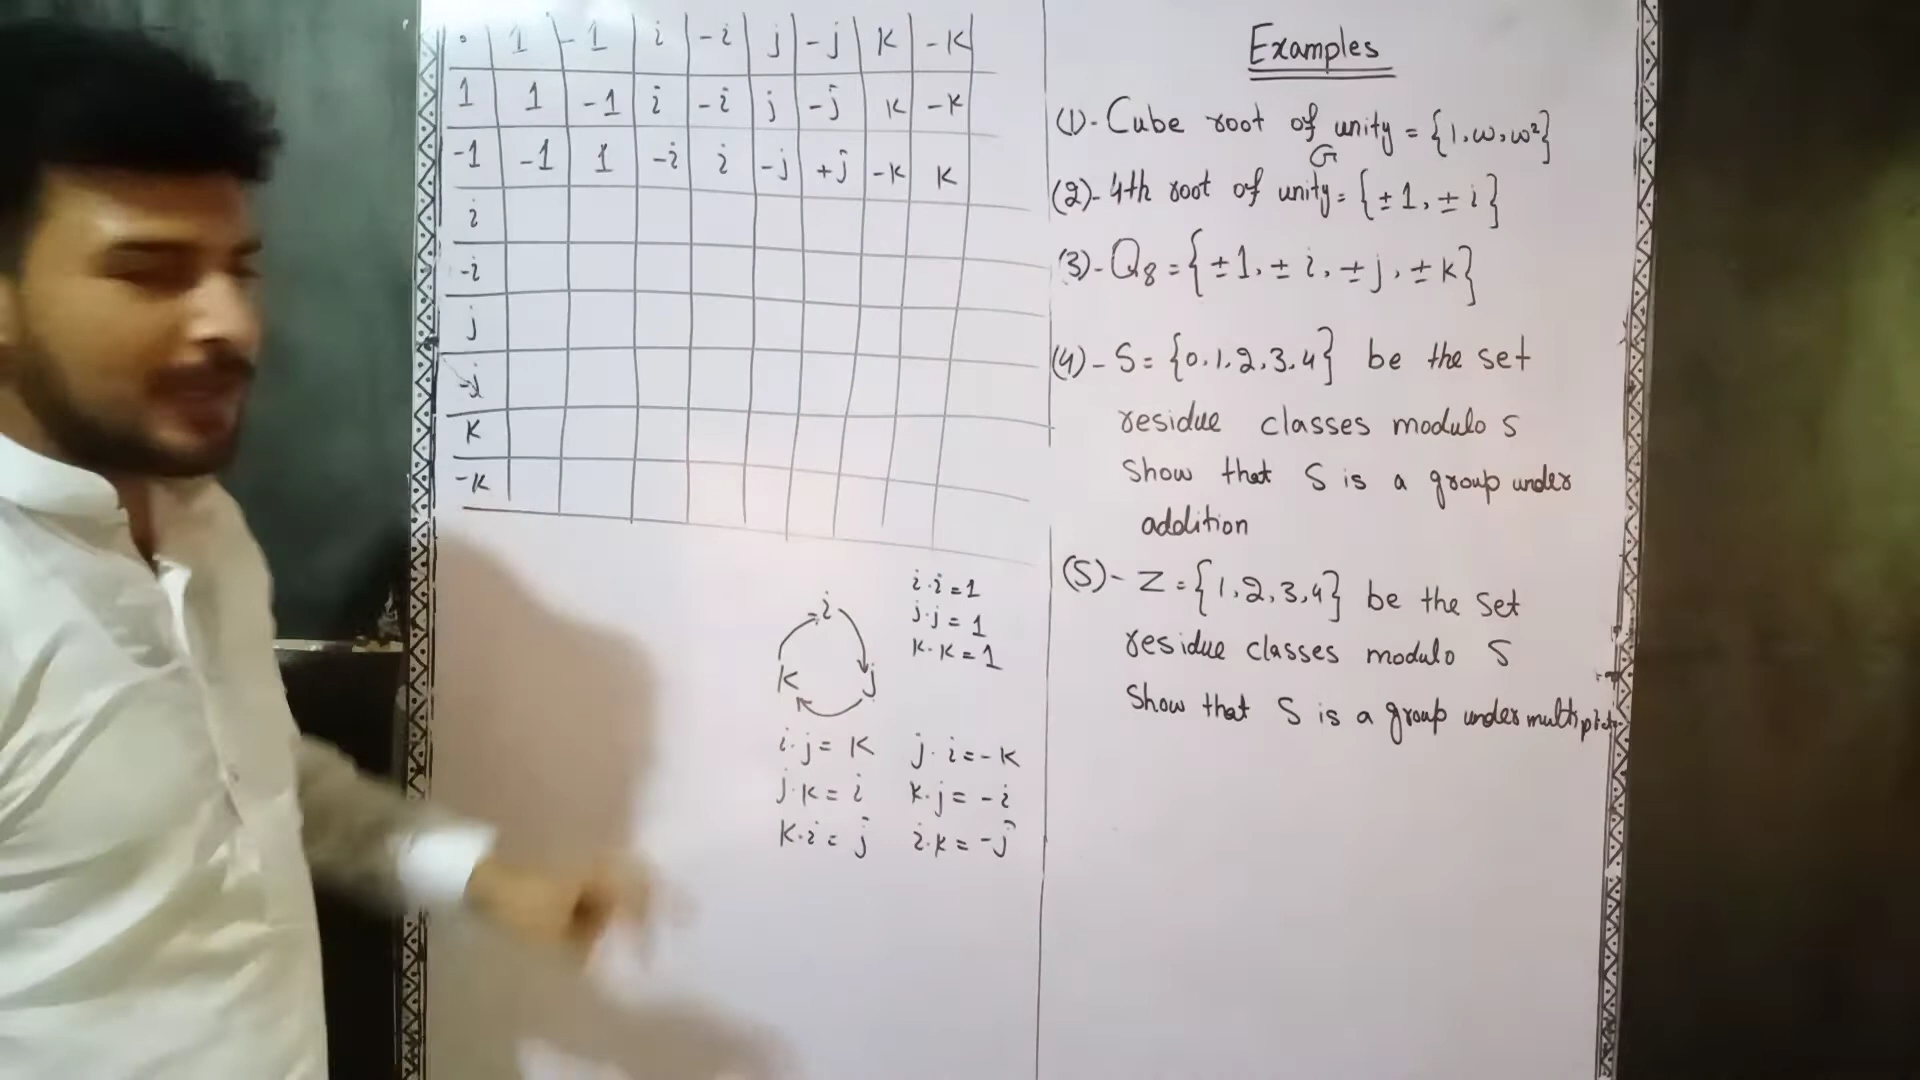 · 1 -1 i -i j -j K -K
1 1 -1 i -i j -j K -K
-1 -1 1 -i i -j +j -K K
i
-i
j
-j
K
-K
i
K j
i·i=1
j·j=1
K·K=1
i·j=K j·i=-K
j·K=i K·j=-i
K·i=j i·K=-j
Examples
(1)- Cube root of unity = {1,ω,ω²}
G
(2)- 4th root of unity= {±1, ±i}
(3)- Q8={±1, ±i, ±j, ±K}
(4)- S={0,1,2,3,4} be the set
residue classes modulo 5
Show that S is a group under
addition
(5)- Z={1,2,3,4} be the set
residue classes modulo 5
Show that S is a group under